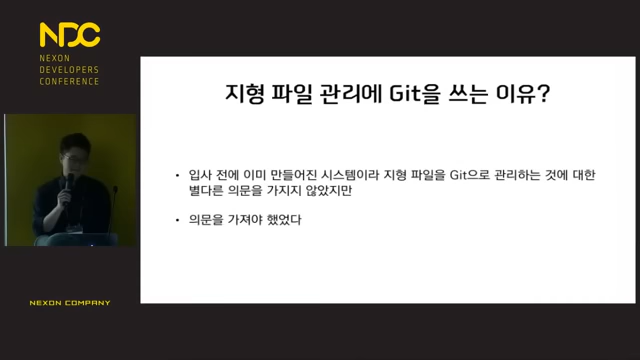 NDC
NEXON
DEVELOPERS
CONFERENCE
지형 파일 관리에 Git을 쓰는 이유?
• 입사 전에 이미 만들어진 시스템이라 지형 파일을 Git으로 관리하는 것에 대한
별다른 의문을 가지지 않았지만
• 의문을 가져야 했었다
NEXON COMPANY